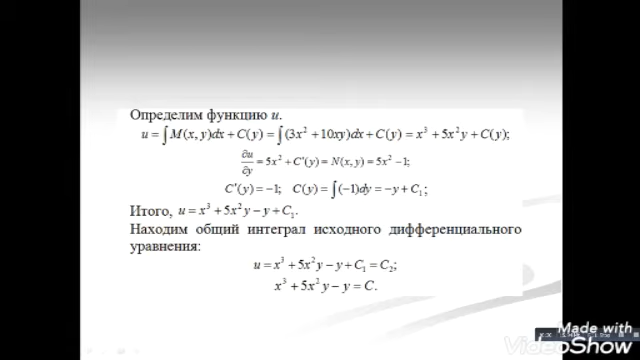 Определим функцию u.
u = ∫ M(x, y)dx + C(y) = ∫ (3x² + 10xy)dx + C(y) = x³ + 5x²y + C(y);
∂u/∂y = 5x² + C'(y) = N(x, y) = 5x² − 1;
C'(y) = −1; C(y) = ∫ (−1)dy = −y + C₁;
Итого, u = x³ + 5x²y − y + C₁.
Находим общий интеграл исходного дифференциального
уравнения:
u = x³ + 5x²y − y + C₁ = C₂;
x³ + 5x²y − y = C.
Made with
VideoShow